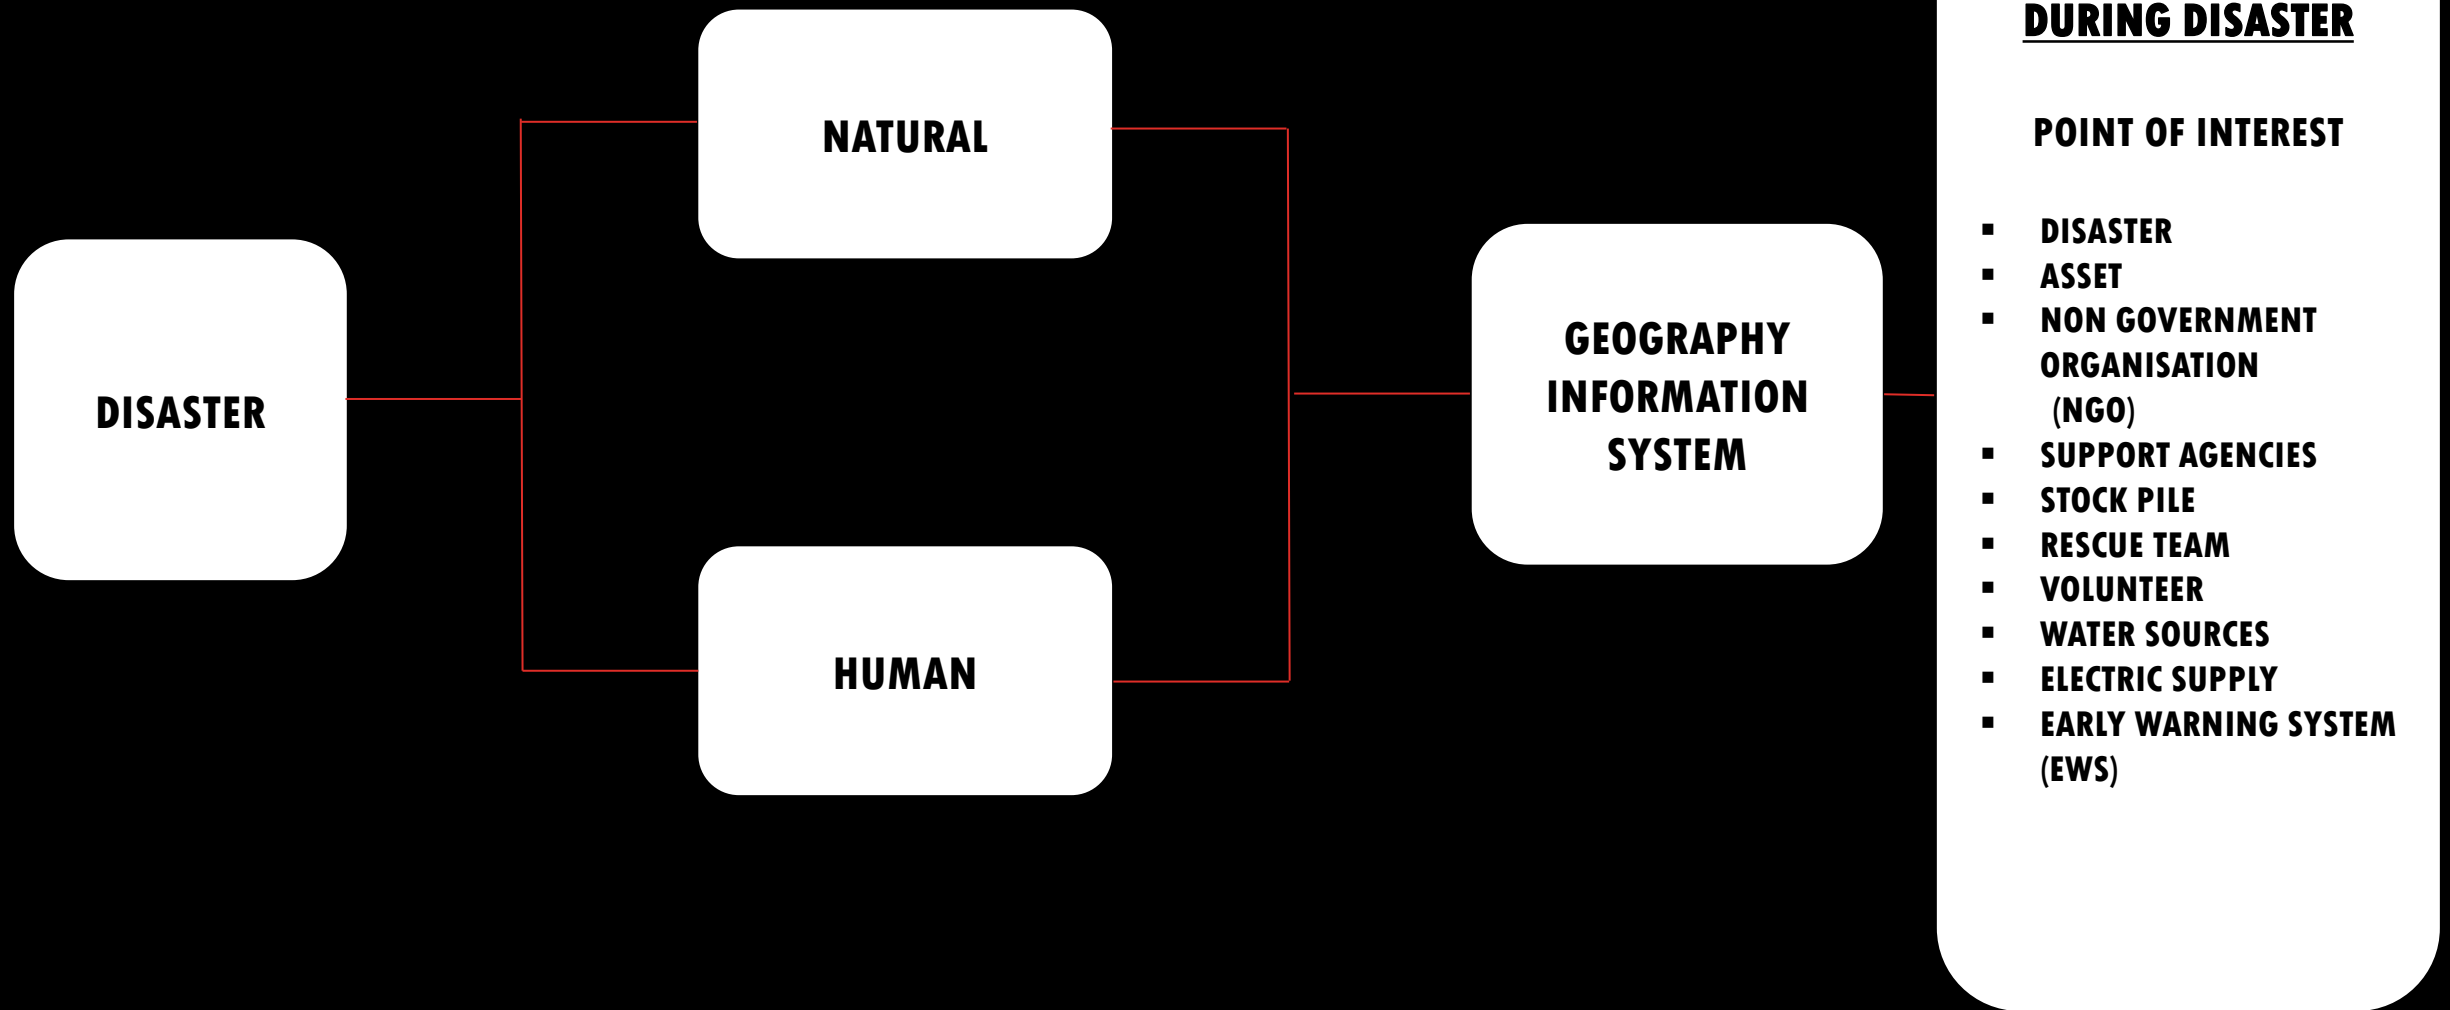 DISASTER
NATURAL
HUMAN
GEOGRAPHY
INFORMATION
SYSTEM
DURING DISASTER
POINT OF INTEREST
▪ DISASTER
▪ ASSET
▪ NON GOVERNMENT
ORGANISATION
(NGO)
▪ SUPPORT AGENCIES
▪ STOCK PILE
▪ RESCUE TEAM
▪ VOLUNTEER
▪ WATER SOURCES
▪ ELECTRIC SUPPLY
▪ EARLY WARNING SYSTEM
(EWS)